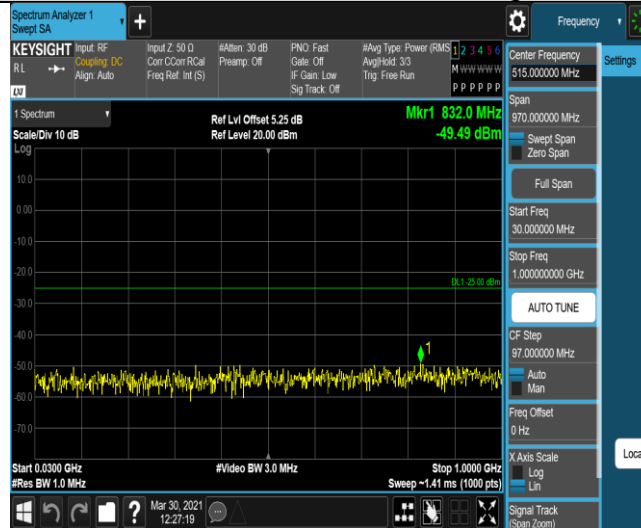 Spectrum Analyzer 1
Swept SA
+
Frequency
KEYSIGHT
RL
LXI
Input: RF
Coupling: DC
Align: Auto
Input Z: 50 Ω
Corr CCorr RCal
Freq Ref: Int (S)
#Atten: 30 dB
Preamp: Off
PNO: Fast
Gate: Off
IF Gain: Low
Sig Track: Off
#Avg Type: Power (RMS
Avg|Hold: 3/3
Trig: Free Run
1 2 3 4 5 6
M W W W W W
P P P P P P
1 Spectrum
Scale/Div 10 dB
Log
Ref Lvl Offset 5.25 dB
Ref Level 20.00 dBm
Mkr1 832.0 MHz
-49.49 dBm
10.0
0.00
-10.0
-20.0
DL1 -25.00 dBm
-30.0
-40.0
1
-50.0
-60.0
-70.0
Start 0.0300 GHz
#Res BW 1.0 MHz
#Video BW 3.0 MHz
Stop 1.0000 GHz
Sweep ~1.41 ms (1000 pts)
?
Mar 30, 2021
12:27:19
Center Frequency
515.000000 MHz
Span
970.000000 MHz
Swept Span
Zero Span
Full Span
Start Freq
30.000000 MHz
Stop Freq
1.000000000 GHz
AUTO TUNE
CF Step
97.000000 MHz
Auto
Man
Freq Offset
0 Hz
X Axis Scale
Log
Lin
Signal Track
(Span Zoom)
Settings
Loca